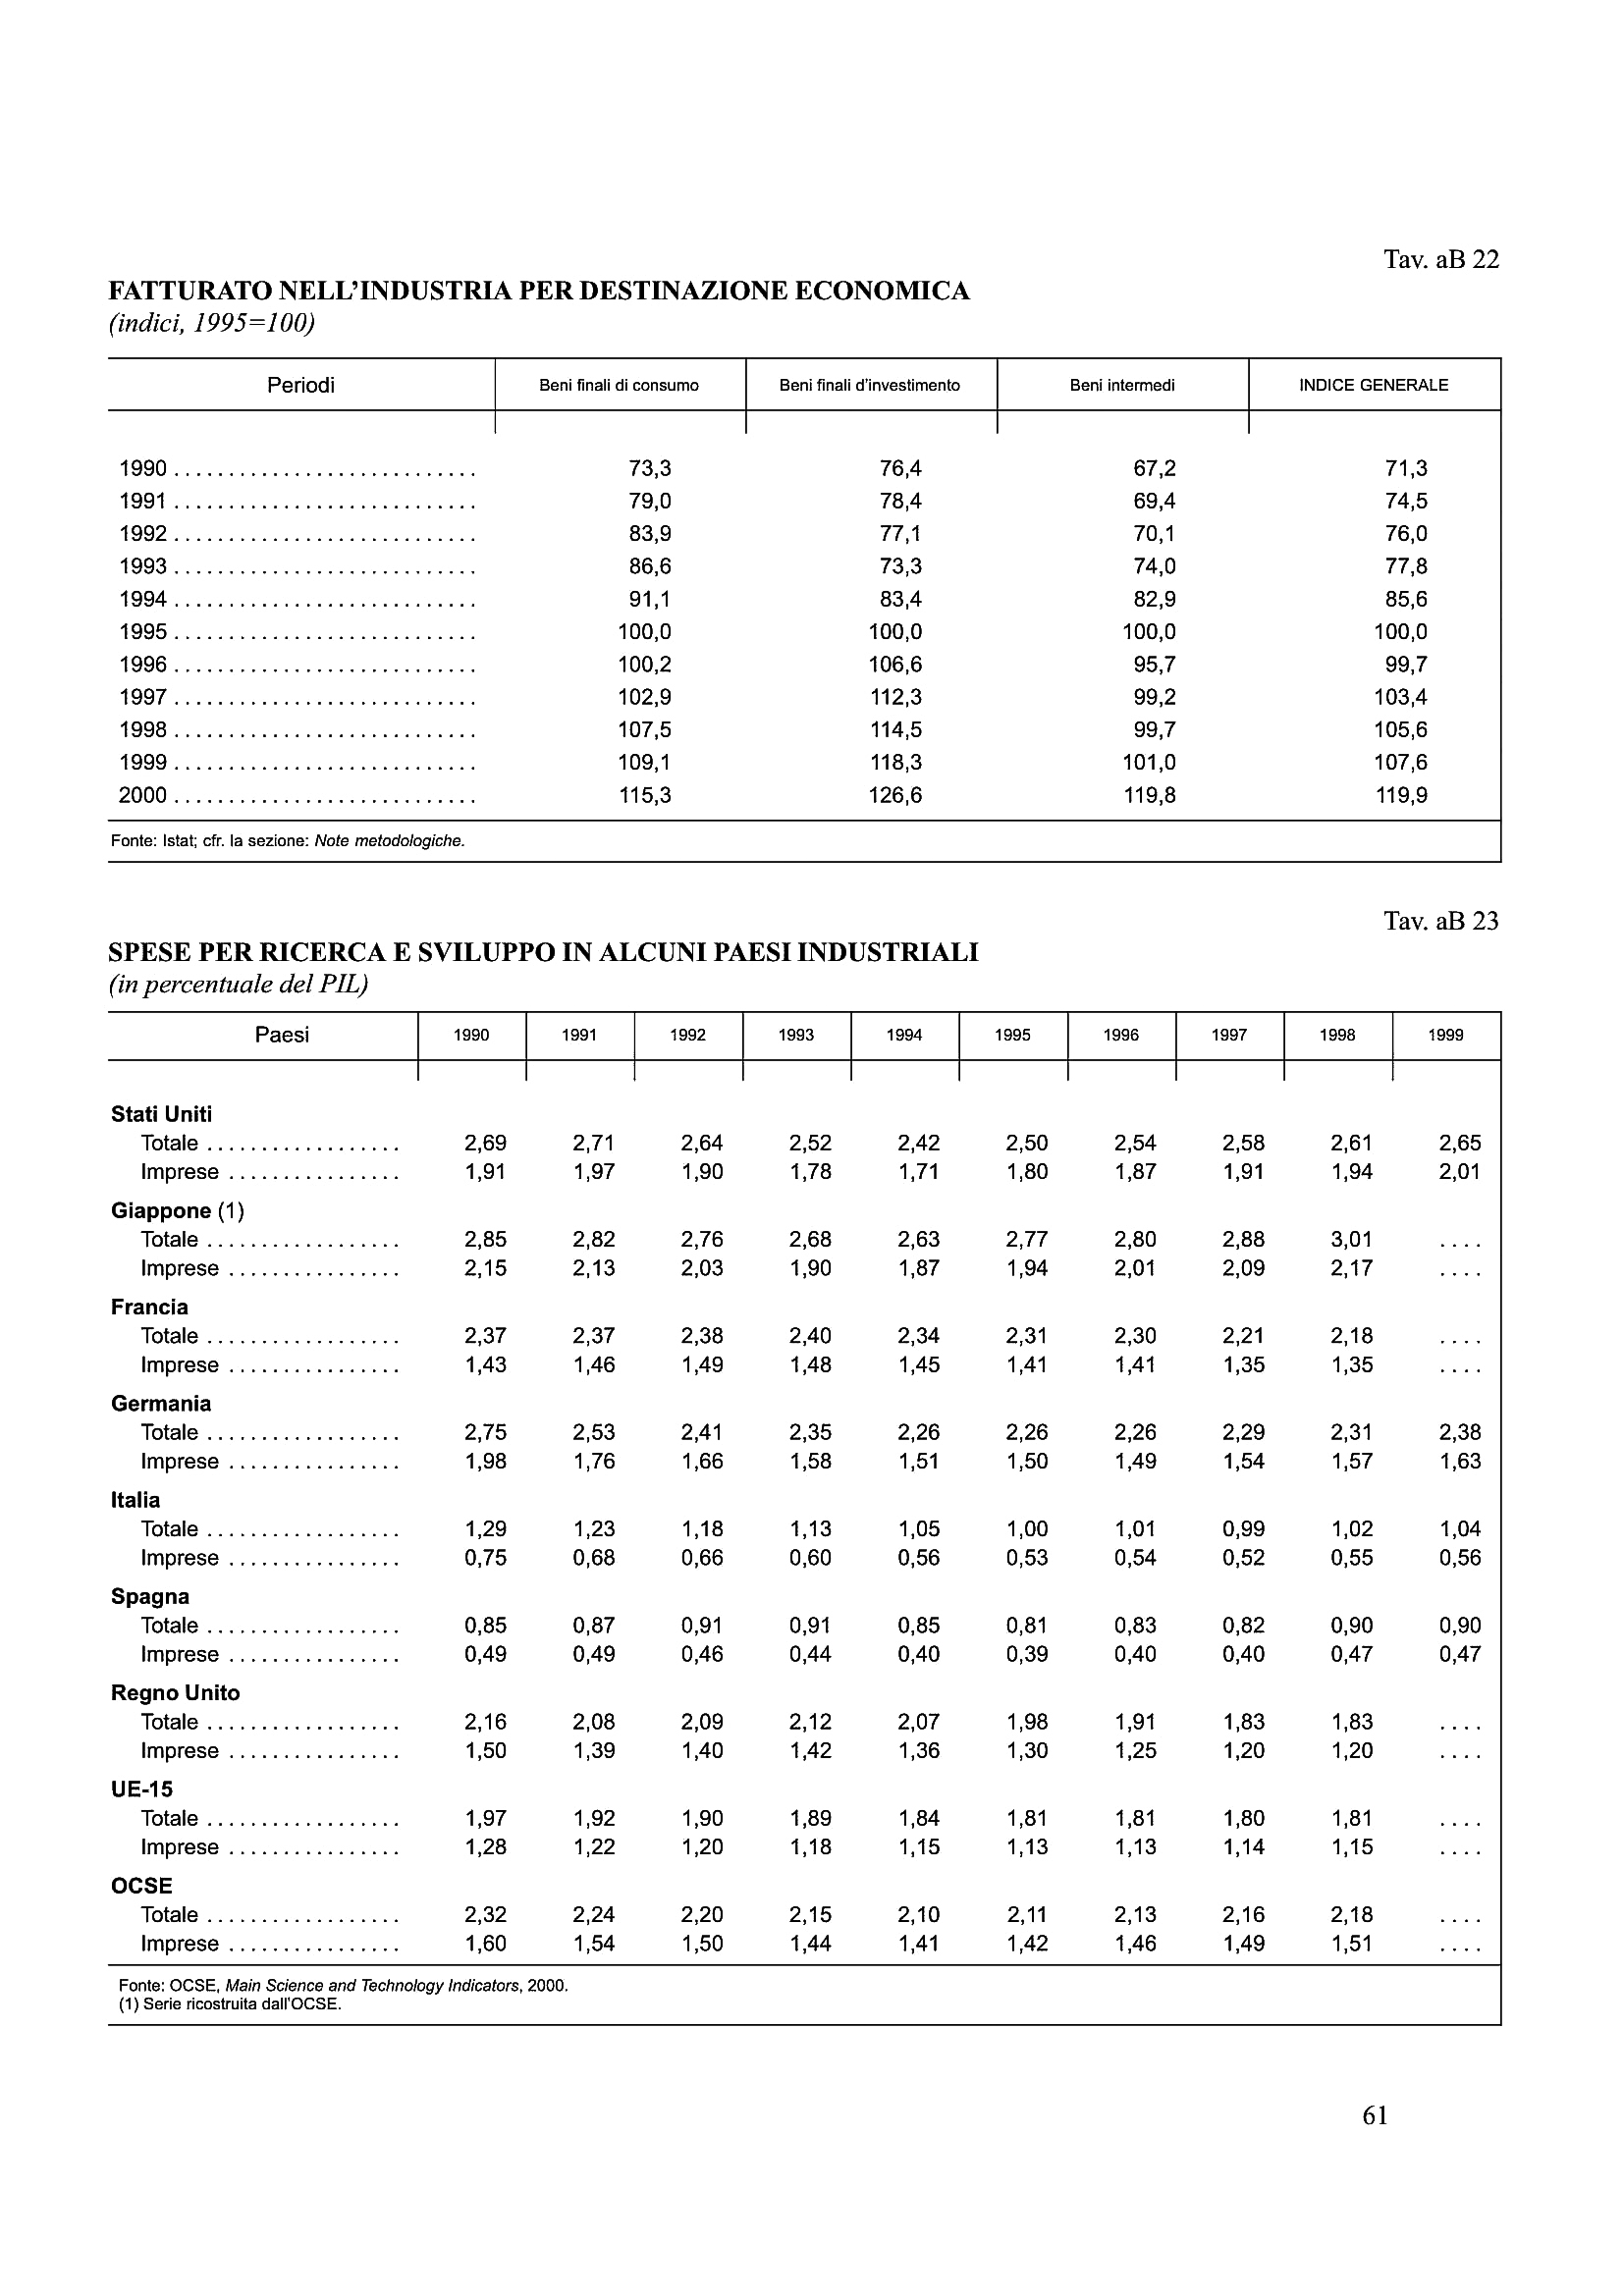 Tav. aB 22
FATTURATO NELL'INDUSTRIA PER DESTINAZIONE ECONOMICA
(indici, 1995=100)
Periodi Beni finali di consumo Beni finali d'investimento Beni intermedi INDICE GENERALE
1990 . . . . . . . . . . . . . . . . . . . . . . . . . . . . 73,3 76,4 67,2 71,3
1991 . . . . . . . . . . . . . . . . . . . . . . . . . . . . 79,0 78,4 69,4 74,5
1992 . . . . . . . . . . . . . . . . . . . . . . . . . . . . 83,9 77,1 70,1 76,0
1993 . . . . . . . . . . . . . . . . . . . . . . . . . . . . 86,6 73,3 74,0 77,8
1994 . . . . . . . . . . . . . . . . . . . . . . . . . . . . 91,1 83,4 82,9 85,6
1995 . . . . . . . . . . . . . . . . . . . . . . . . . . . . 100,0 100,0 100,0 100,0
1996 . . . . . . . . . . . . . . . . . . . . . . . . . . . . 100,2 106,6 95,7 99,7
1997 . . . . . . . . . . . . . . . . . . . . . . . . . . . . 102,9 112,3 99,2 103,4
1998 . . . . . . . . . . . . . . . . . . . . . . . . . . . . 107,5 114,5 99,7 105,6
1999 . . . . . . . . . . . . . . . . . . . . . . . . . . . . 109,1 118,3 101,0 107,6
2000 . . . . . . . . . . . . . . . . . . . . . . . . . . . . 115,3 126,6 119,8 119,9
Fonte: Istat; cfr. la sezione: Note metodologiche.
Tav. aB 23
SPESE PER RICERCA E SVILUPPO IN ALCUNI PAESI INDUSTRIALI
(in percentuale del PIL)
Paesi 1990 1991 1992 1993 1994 1995 1996 1997 1998 1999
Stati Uniti
Totale . . . . . . . . . . . . . . . . . . 2,69 2,71 2,64 2,52 2,42 2,50 2,54 2,58 2,61 2,65
Imprese . . . . . . . . . . . . . . . . 1,91 1,97 1,90 1,78 1,71 1,80 1,87 1,91 1,94 2,01
Giappone (1)
Totale . . . . . . . . . . . . . . . . . . 2,85 2,82 2,76 2,68 2,63 2,77 2,80 2,88 3,01 . . . .
Imprese . . . . . . . . . . . . . . . . 2,15 2,13 2,03 1,90 1,87 1,94 2,01 2,09 2,17 . . . .
Francia
Totale . . . . . . . . . . . . . . . . . . 2,37 2,37 2,38 2,40 2,34 2,31 2,30 2,21 2,18 . . . .
Imprese . . . . . . . . . . . . . . . . 1,43 1,46 1,49 1,48 1,45 1,41 1,41 1,35 1,35 . . . .
Germania
Totale . . . . . . . . . . . . . . . . . . 2,75 2,53 2,41 2,35 2,26 2,26 2,26 2,29 2,31 2,38
Imprese . . . . . . . . . . . . . . . . 1,98 1,76 1,66 1,58 1,51 1,50 1,49 1,54 1,57 1,63
Italia
Totale . . . . . . . . . . . . . . . . . . 1,29 1,23 1,18 1,13 1,05 1,00 1,01 0,99 1,02 1,04
Imprese . . . . . . . . . . . . . . . . 0,75 0,68 0,66 0,60 0,56 0,53 0,54 0,52 0,55 0,56
Spagna
Totale . . . . . . . . . . . . . . . . . . 0,85 0,87 0,91 0,91 0,85 0,81 0,83 0,82 0,90 0,90
Imprese . . . . . . . . . . . . . . . . 0,49 0,49 0,46 0,44 0,40 0,39 0,40 0,40 0,47 0,47
Regno Unito
Totale . . . . . . . . . . . . . . . . . . 2,16 2,08 2,09 2,12 2,07 1,98 1,91 1,83 1,83 . . . .
Imprese . . . . . . . . . . . . . . . . 1,50 1,39 1,40 1,42 1,36 1,30 1,25 1,20 1,20 . . . .
UE-15
Totale . . . . . . . . . . . . . . . . . . 1,97 1,92 1,90 1,89 1,84 1,81 1,81 1,80 1,81 . . . .
Imprese . . . . . . . . . . . . . . . . 1,28 1,22 1,20 1,18 1,15 1,13 1,13 1,14 1,15 . . . .
OCSE
Totale . . . . . . . . . . . . . . . . . . 2,32 2,24 2,20 2,15 2,10 2,11 2,13 2,16 2,18 . . . .
Imprese . . . . . . . . . . . . . . . . 1,60 1,54 1,50 1,44 1,41 1,42 1,46 1,49 1,51 . . . .
Fonte: OCSE, Main Science and Technology Indicators, 2000.
(1) Serie ricostruita dall'OCSE.
61